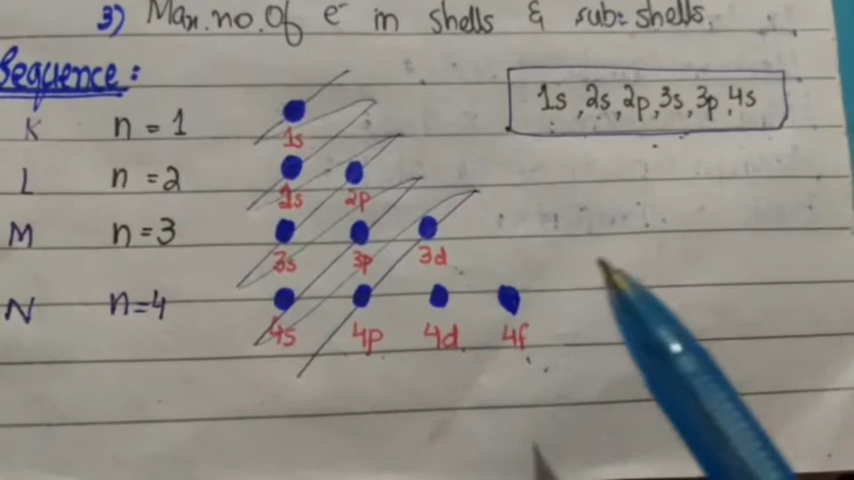 3) Max. no. Of e⁻ in shells & sub-shells.
Sequence:
1s, 2s, 2p, 3s, 3p, 4s
K n = 1
1s
L n = 2
2p
M n = 3
3s 3p 3d
N n=4
4s 4p 4d 4f